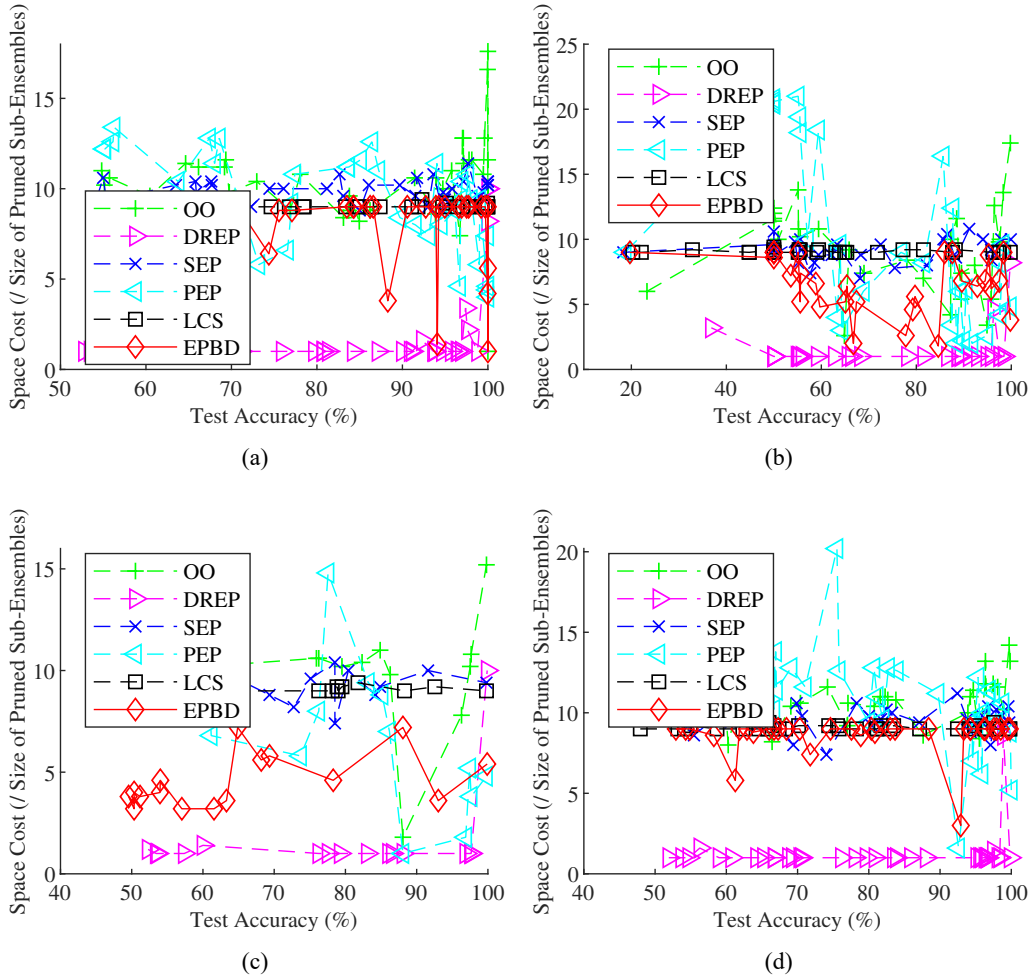 Space Cost (/ Size of Pruned Sub-Ensembles)
15
10
5
0
OO
DREP
SEP
PEP
LCS
EPBD
50 60 70 80 90 100
Test Accuracy (%)
(a)
Space Cost (/ Size of Pruned Sub-Ensembles)
25
20
15
10
5
0
OO
DREP
SEP
PEP
LCS
EPBD
20 40 60 80 100
Test Accuracy (%)
(b)
Space Cost (/ Size of Pruned Sub-Ensembles)
15
10
5
0
OO
DREP
SEP
PEP
LCS
EPBD
40 50 60 70 80 90 100
Test Accuracy (%)
(c)
Space Cost (/ Size of Pruned Sub-Ensembles)
20
15
10
5
0
OO
DREP
SEP
PEP
LCS
EPBD
40 50 60 70 80 90 100
Test Accuracy (%)
(d)